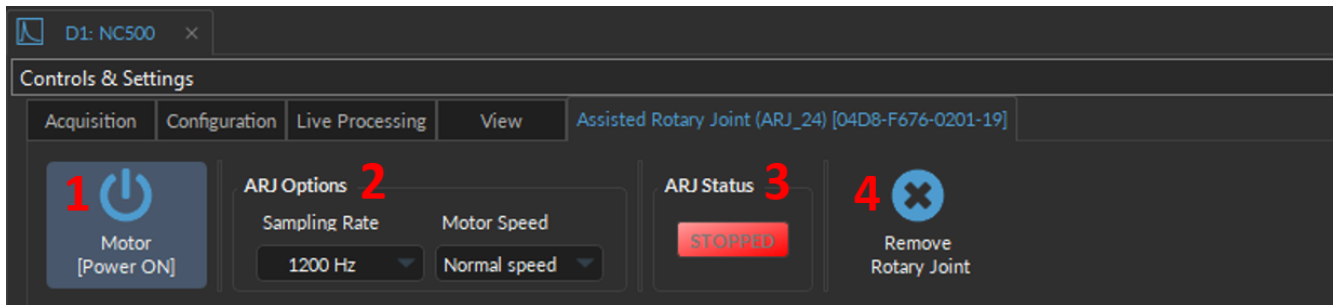 D1: NC500 ×
Controls & Settings
Acquisition Configuration Live Processing View Assisted Rotary Joint (ARJ_24) [04D8-F676-0201-19]
1 ARJ Options 2 ARJ Status 3 4
Sampling Rate Motor Speed
STOPPED
Motor Remove
[Power ON] 1200 Hz Normal speed Rotary Joint